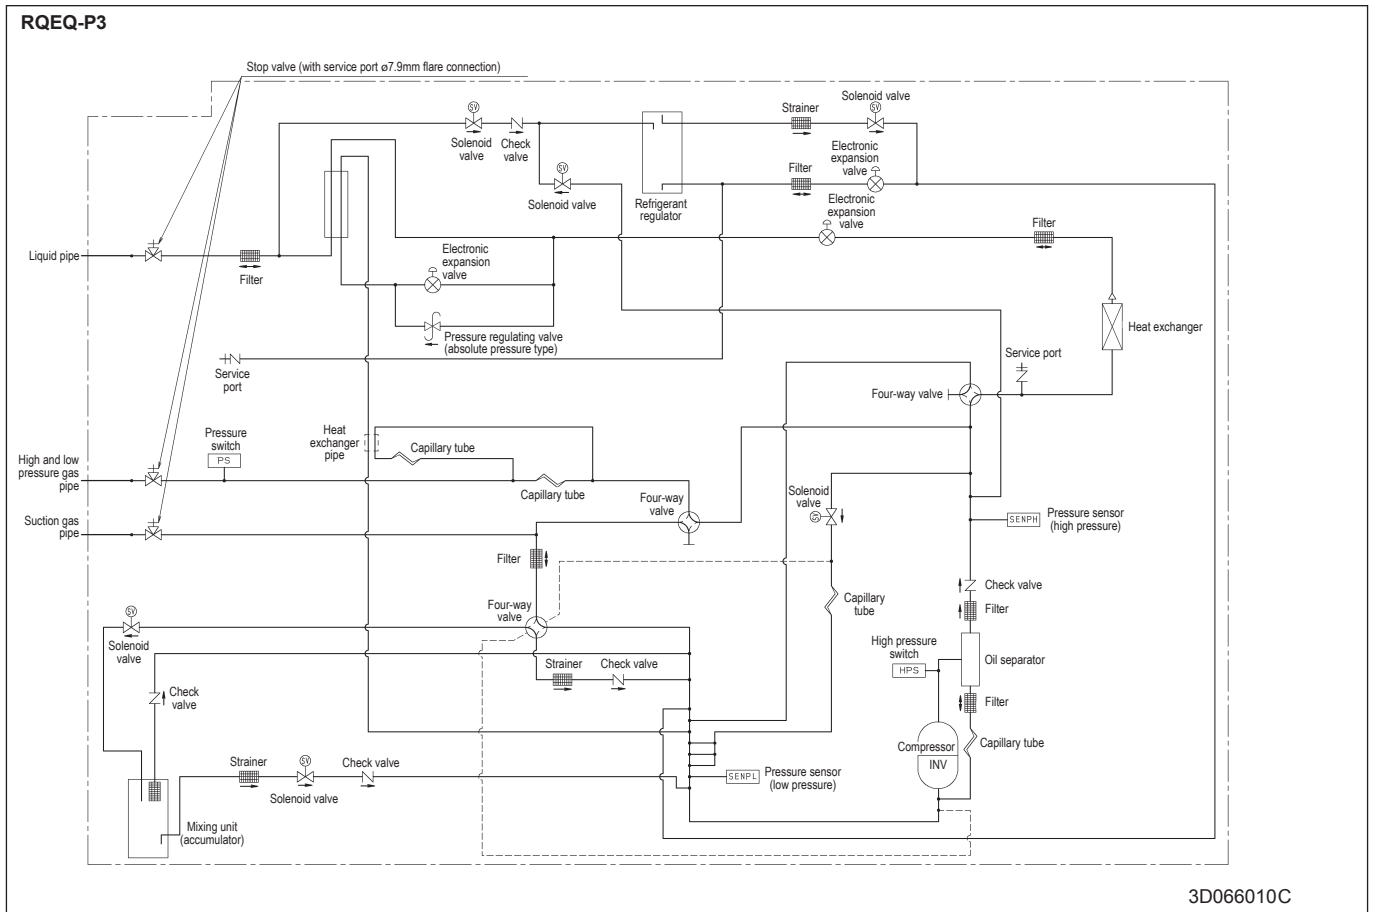 RQEQ-P3
Stop valve (with service port ø7.9mm flare connection)
SV
Solenoid
valve
Check
valve
SV
Solenoid valve
Refrigerant
regulator
Strainer
Solenoid valve
SV
Electronic
expansion
valve
Filter
Electronic
expansion
valve
Filter
Liquid pipe
Filter
Electronic
expansion
valve
Pressure regulating valve
(absolute pressure type)
Heat exchanger
Service
port
Service port
Four-way valve
High and low
pressure gas
pipe
Pressure
switch
PS
Heat
exchanger
pipe
Capillary tube
Capillary tube
Four-way
valve
Solenoid
valve
SV
Pressure sensor
(high pressure)
SENPH
Suction gas
pipe
Filter
Check valve
Filter
Capillary
tube
Four-way
valve
SV
Solenoid
valve
Strainer
Check valve
High pressure
switch
HPS
Oil separator
Filter
Check
valve
Compressor
INV
Capillary tube
Strainer
SV
Solenoid valve
Check valve
SENPL
Pressure sensor
(low pressure)
Mixing unit
(accumulator)
3D066010C